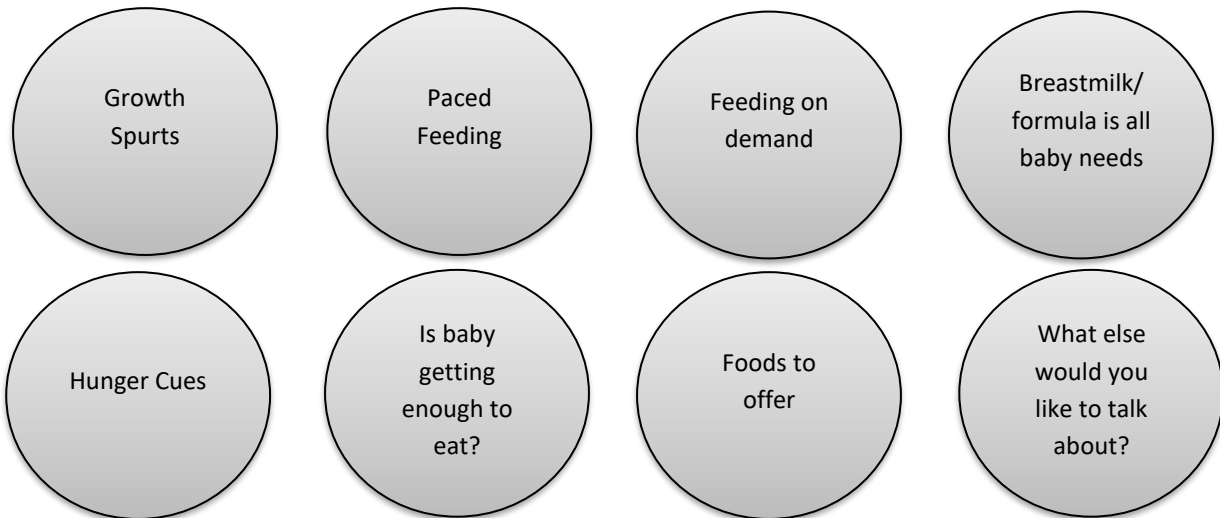 Growth
Spurts
Paced
Feeding
Feeding on
demand
Breastmilk/
formula is all
baby needs
Hunger Cues
Is baby
getting
enough to
eat?
Foods to
offer
What else
would you
like to talk
about?